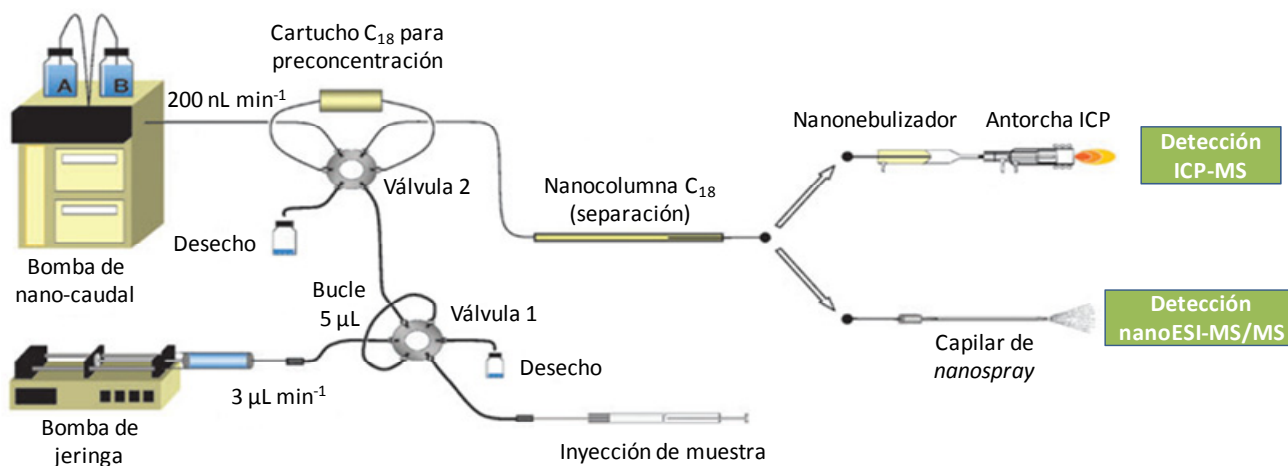 Cartucho C₁₈ para
preconcentración
A B
200 nL min⁻¹
Nanonebulizador
Antorcha ICP
Detección
ICP-MS
Válvula 2
Nanocolumna C₁₈
(separación)
Desecho
Bomba de
nano-caudal
Bucle
5 µL
Válvula 1
Detección
nanoESI-MS/MS
Capilar de
nanospray
Desecho
3 µL min⁻¹
Bomba de
jeringa
Inyección de muestra